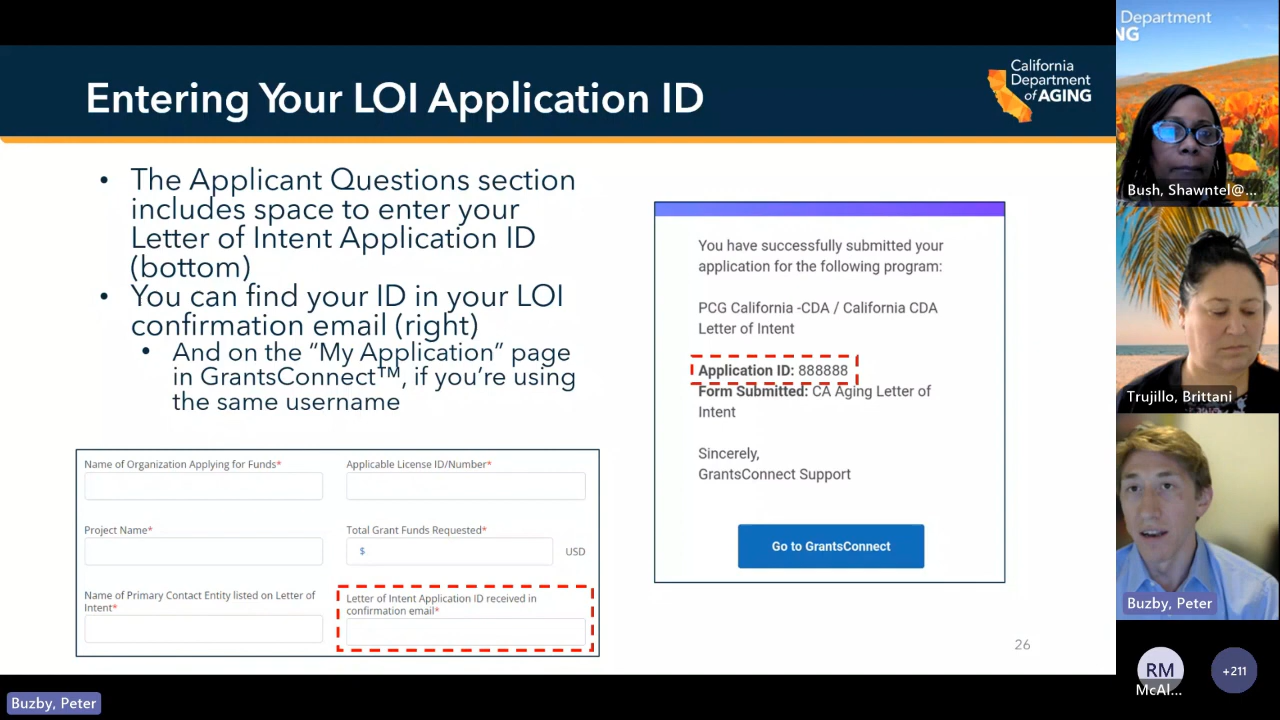 Entering Your LOI Application ID
California
Department
of AGING
• The Applicant Questions section
includes space to enter your
Letter of Intent Application ID
(bottom)
• You can find your ID in your LOI
confirmation email (right)
• And on the “My Application” page
in GrantsConnect™, if you’re using
the same username
Name of Organization Applying for Funds*
Applicable License ID/Number*
Project Name*
Total Grant Funds Requested*
$
USD
Name of Primary Contact Entity listed on Letter of
Intent*
Letter of Intent Application ID received in
confirmation email*
You have successfully submitted your
application for the following program:
PCG California -CDA / California CDA
Letter of Intent
Application ID: 888888
Form Submitted: CA Aging Letter of
Intent
Sincerely,
GrantsConnect Support
Go to GrantsConnect
26
Buzby, Peter
Department
NG
Bush, Shawntel@...
Trujillo, Brittani
Buzby, Peter
RM
McAl...
+211